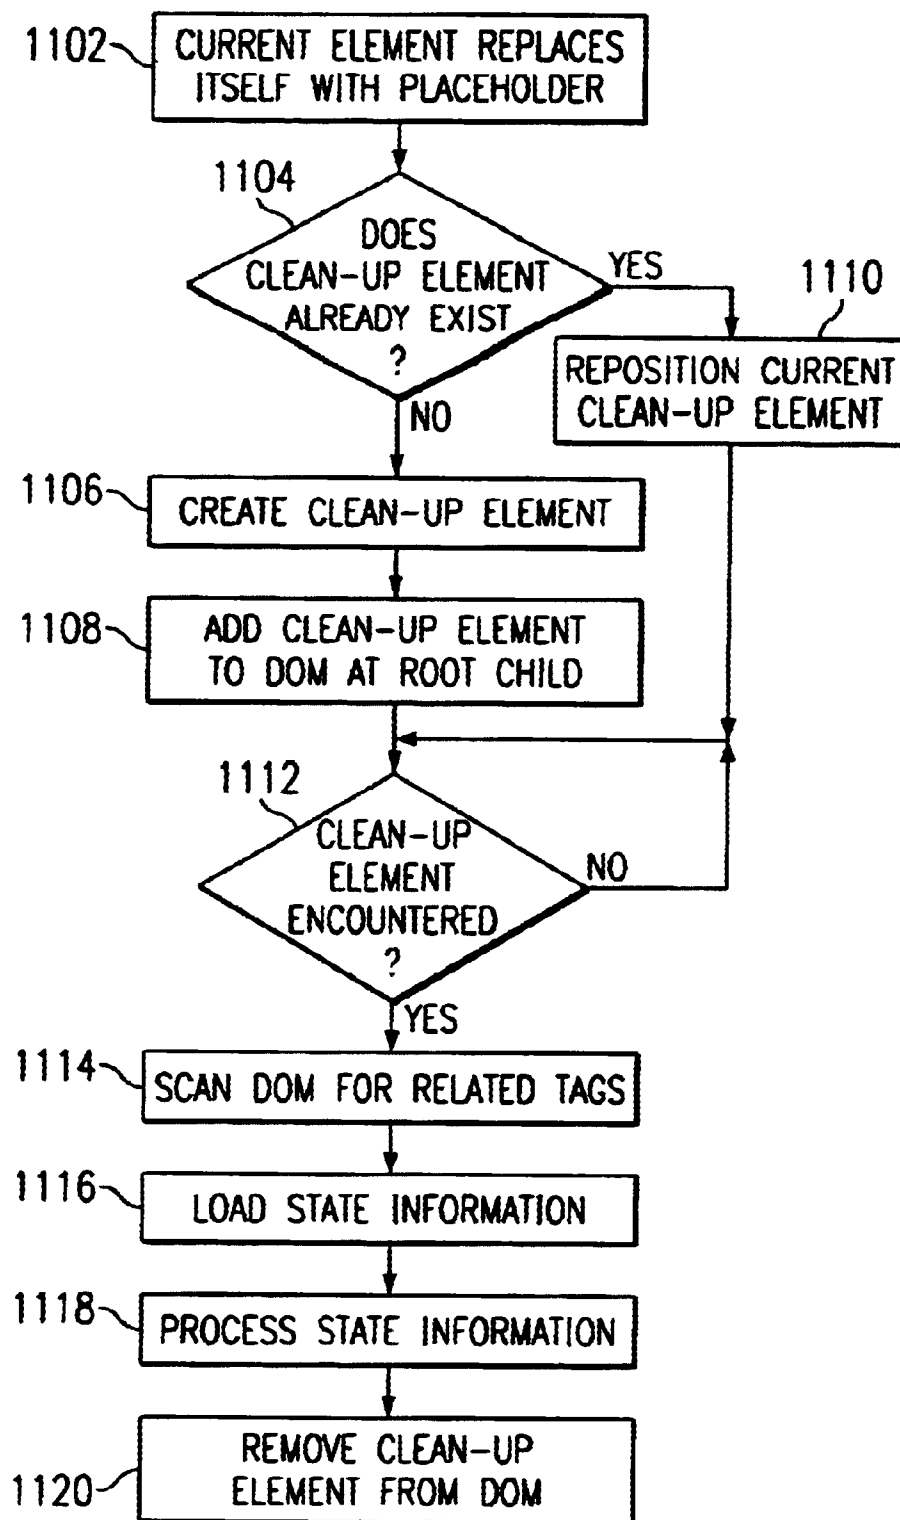 1102
CURRENT ELEMENT REPLACES
ITSELF WITH PLACEHOLDER
1104
DOES
CLEAN-UP ELEMENT
ALREADY EXIST
?
YES
1110
REPOSITION CURRENT
CLEAN-UP ELEMENT
NO
1106
CREATE CLEAN-UP ELEMENT
1108
ADD CLEAN-UP ELEMENT
TO DOM AT ROOT CHILD
1112
CLEAN-UP
ELEMENT
ENCOUNTERED
?
NO
YES
1114
SCAN DOM FOR RELATED TAGS
1116
LOAD STATE INFORMATION
1118
PROCESS STATE INFORMATION
1120
REMOVE CLEAN-UP
ELEMENT FROM DOM